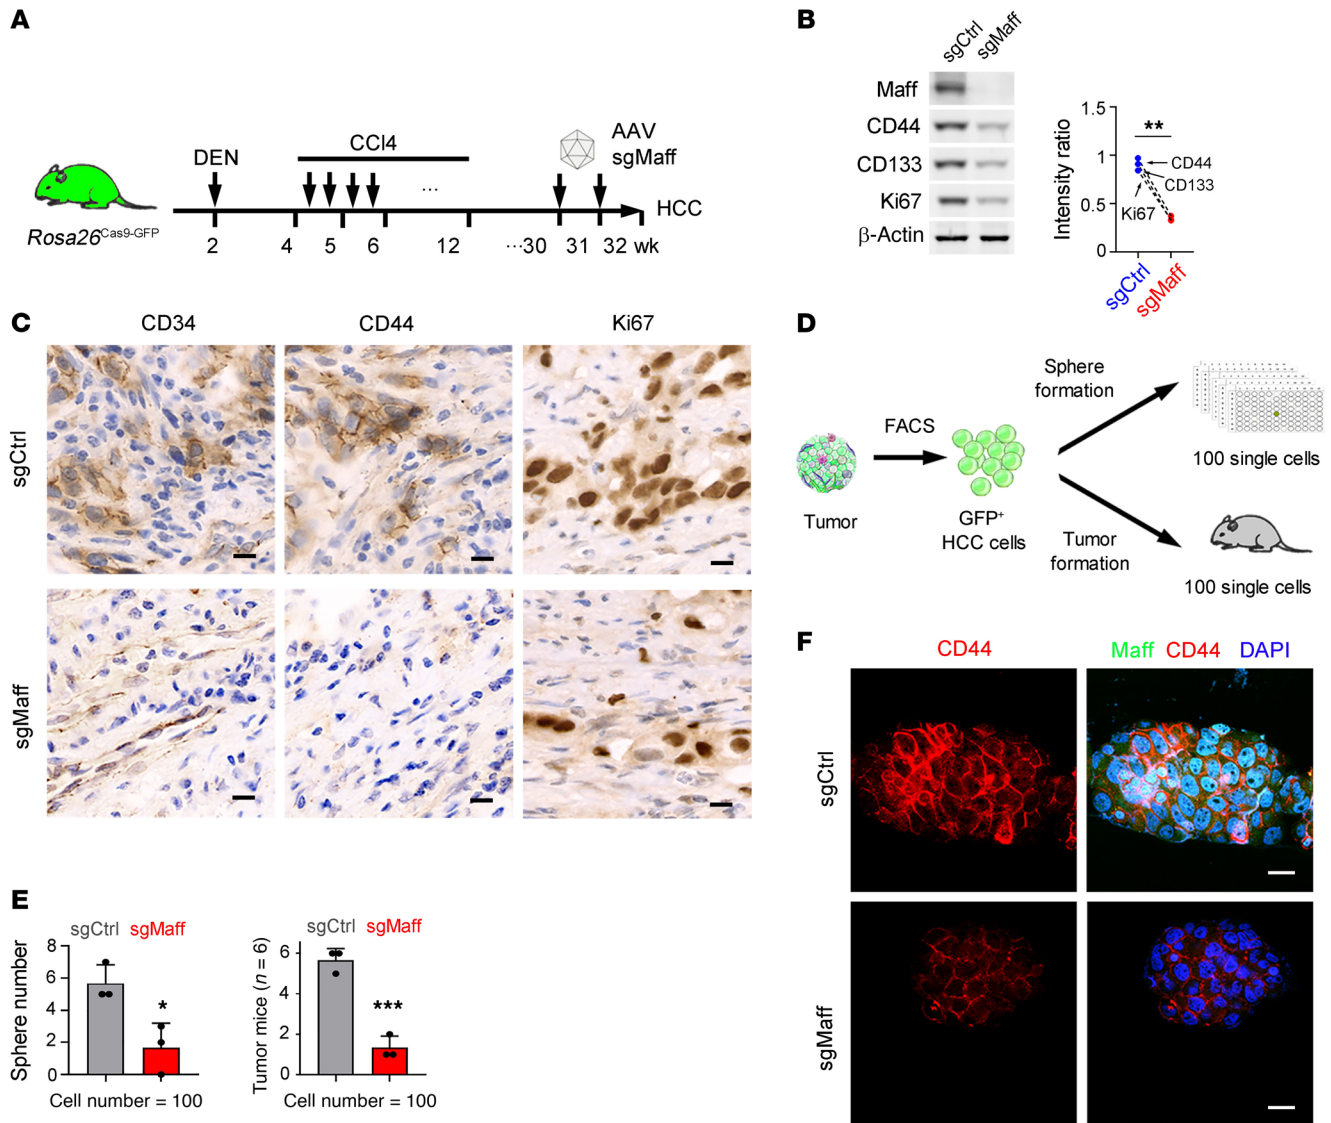 A
DEN
CCl4
...
AAV
sgMaff
HCC
Rosa26Cas9-GFP
2
4
5
6
12
...30
31
32 wk
B
sgCtrl
sgMaff
Maff
CD44
CD133
Ki67
β-Actin
Intensity ratio
1.5
1
0.5
0
**
CD44
CD133
Ki67
sgCtrl
sgMaff
C
CD34
CD44
Ki67
sgCtrl
sgMaff
D
Tumor
FACS
GFP+
HCC cells
Sphere
formation
100 single cells
Tumor
formation
100 single cells
E
sgCtrl sgMaff
Sphere number
8
6
4
2
0
*
Cell number = 100
sgCtrl sgMaff
Tumor mice (n = 6)
6
4
2
0
***
Cell number = 100
F
CD44
Maff CD44 DAPI
sgCtrl
sgMaff